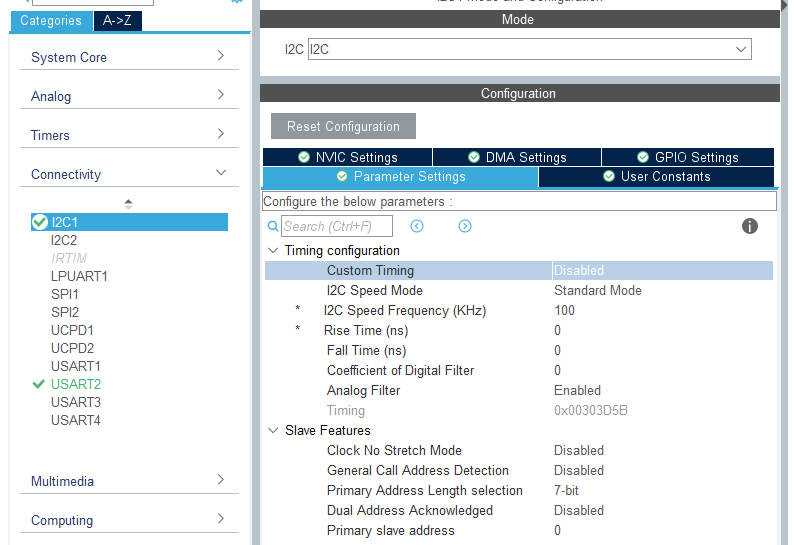 Categories
A->Z
System Core
Analog
Timers
Connectivity
I2C1
I2C2
IRTIM
LPUART1
SPI1
SPI2
UCPD1
UCPD2
USART1
USART2
USART3
USART4
Multimedia
Computing
Mode
I2C I2C
Configuration
Reset Configuration
NVIC Settings
DMA Settings
GPIO Settings
Parameter Settings
User Constants
Configure the below parameters :
Search (Ctrl+F)
Timing configuration
Custom Timing Disabled
I2C Speed Mode Standard Mode
* I2C Speed Frequency (KHz) 100
* Rise Time (ns) 0
Fall Time (ns) 0
Coefficient of Digital Filter 0
Analog Filter Enabled
Timing 0x00303D5B
Slave Features
Clock No Stretch Mode Disabled
General Call Address Detection Disabled
Primary Address Length selection 7-bit
Dual Address Acknowledged Disabled
Primary slave address 0